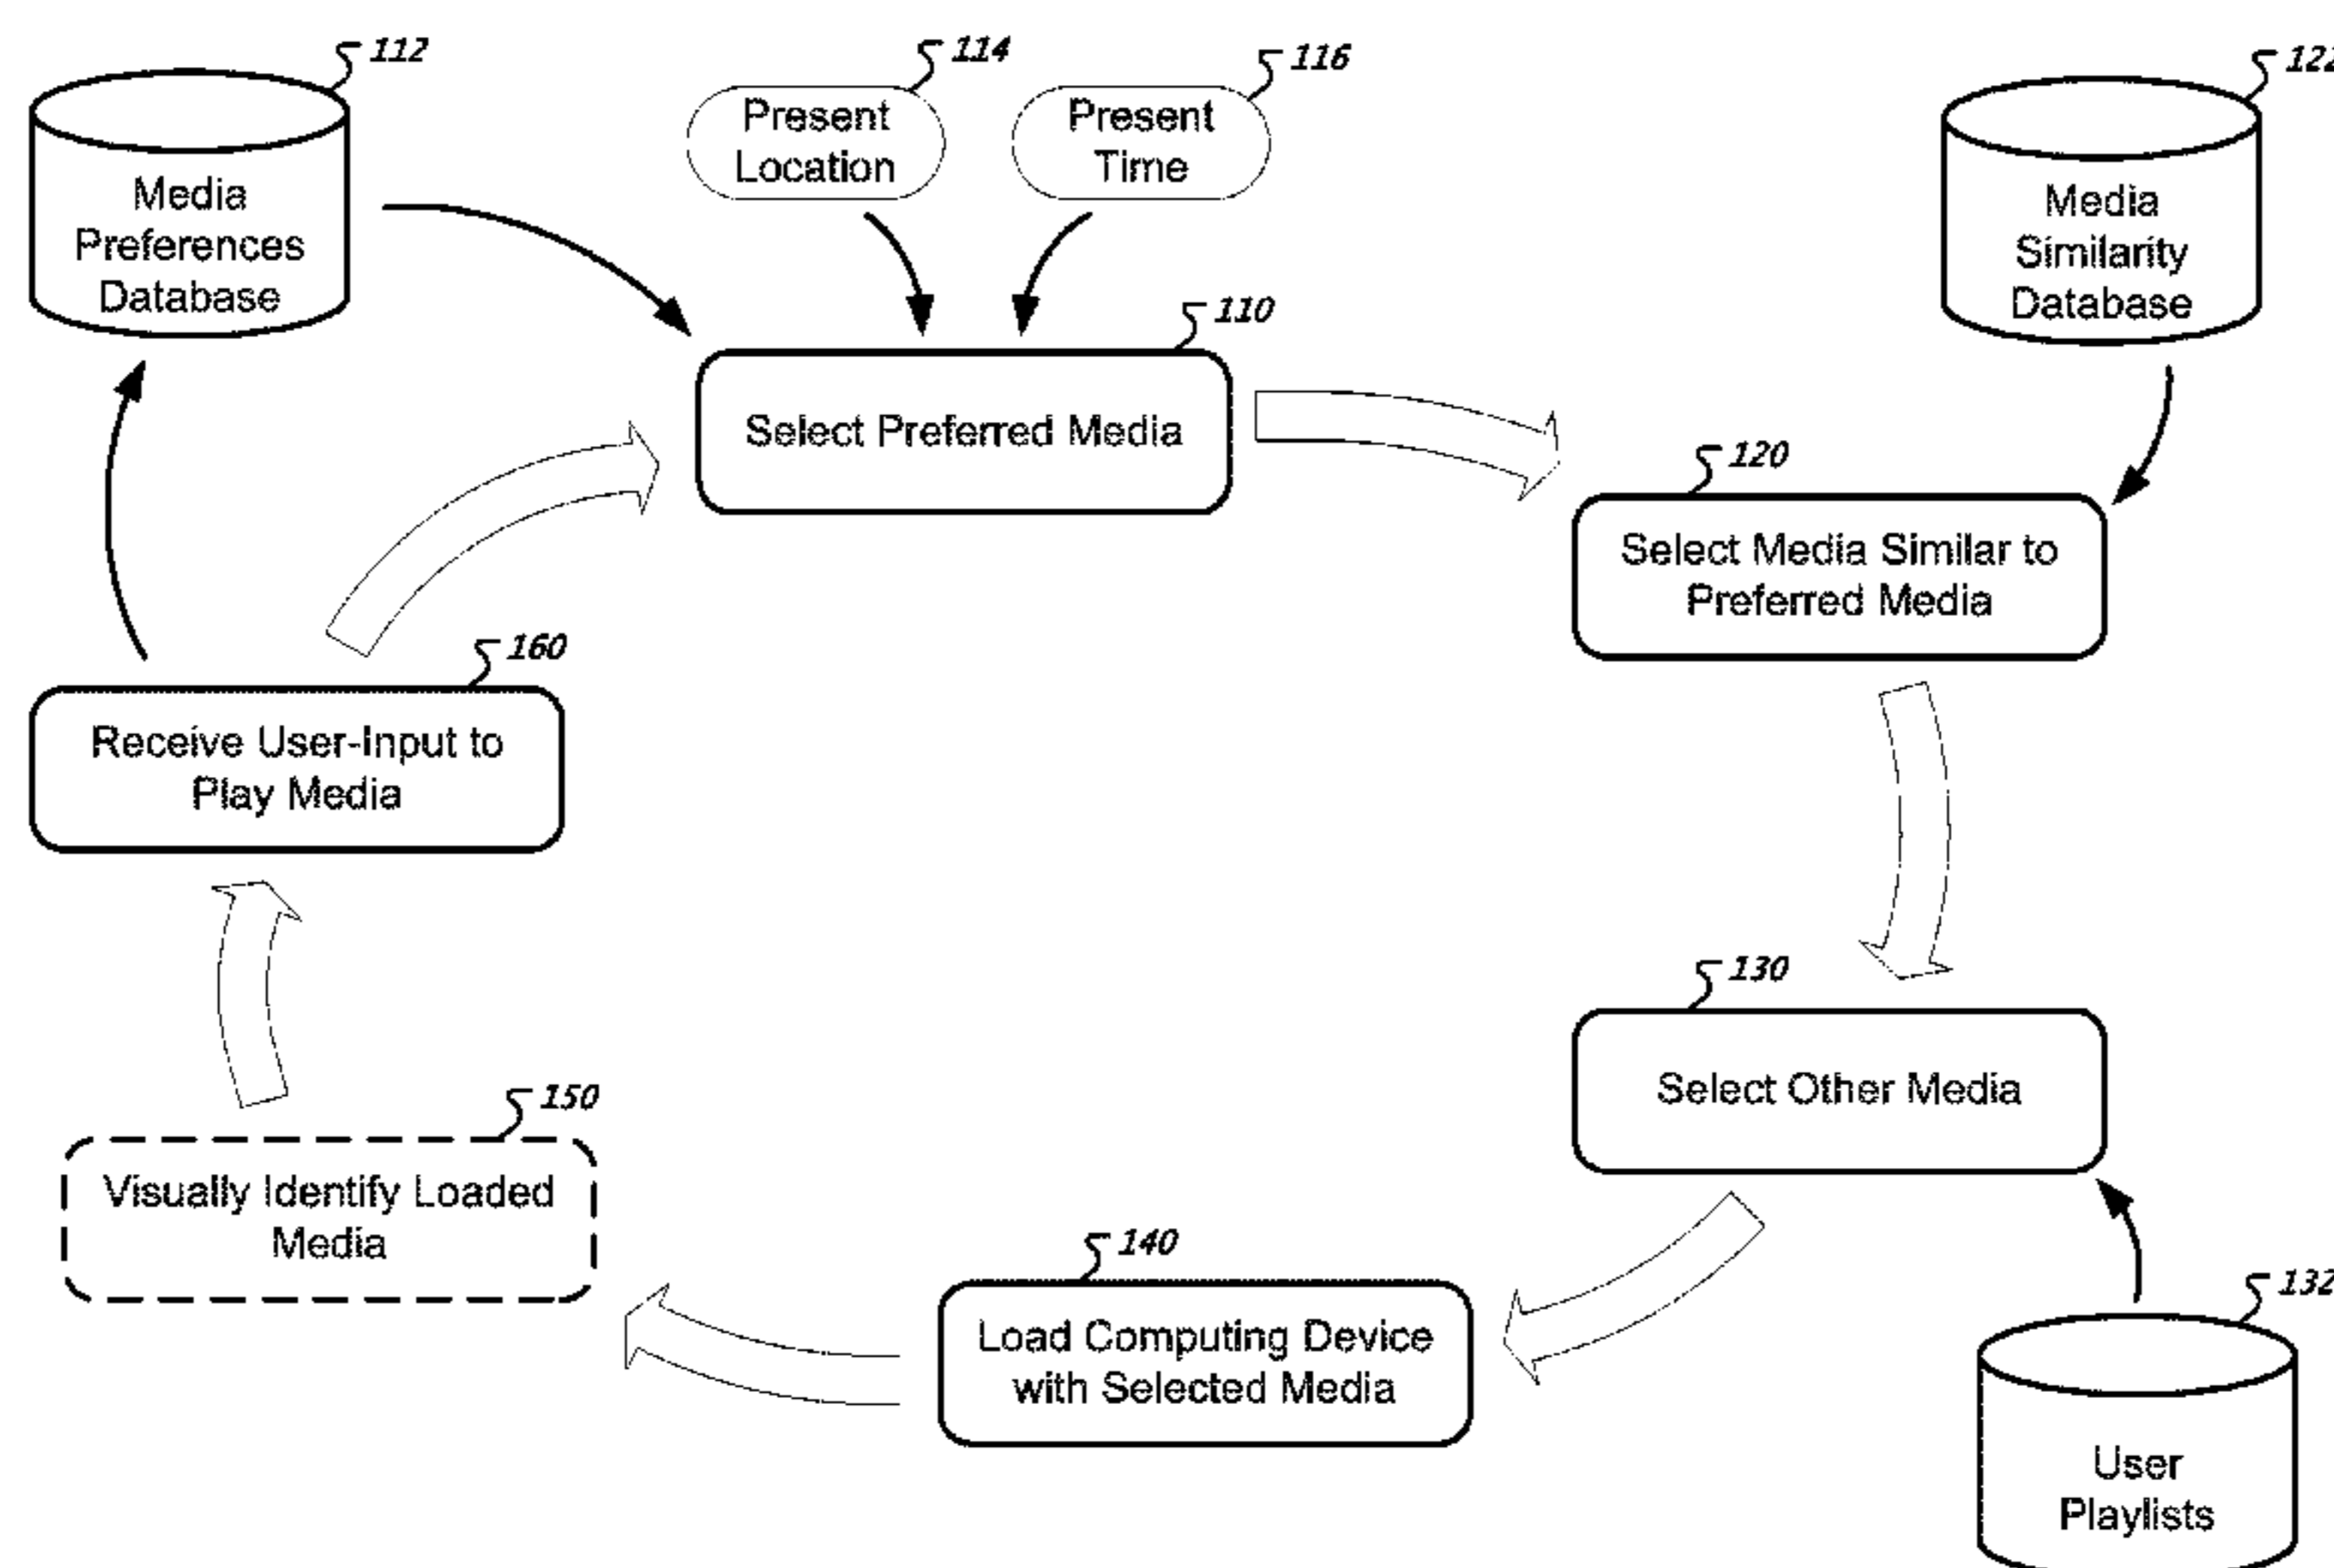 112
114
116
122
Media
Preferences
Database
Present
Location
Present
Time
Media
Similarity
Database
110
Select Preferred Media
120
Select Media Similar to
Preferred Media
160
Receive User-Input to
Play Media
130
Select Other Media
150
Visually Identify Loaded
Media
140
Load Computing Device
with Selected Media
132
User
Playlists